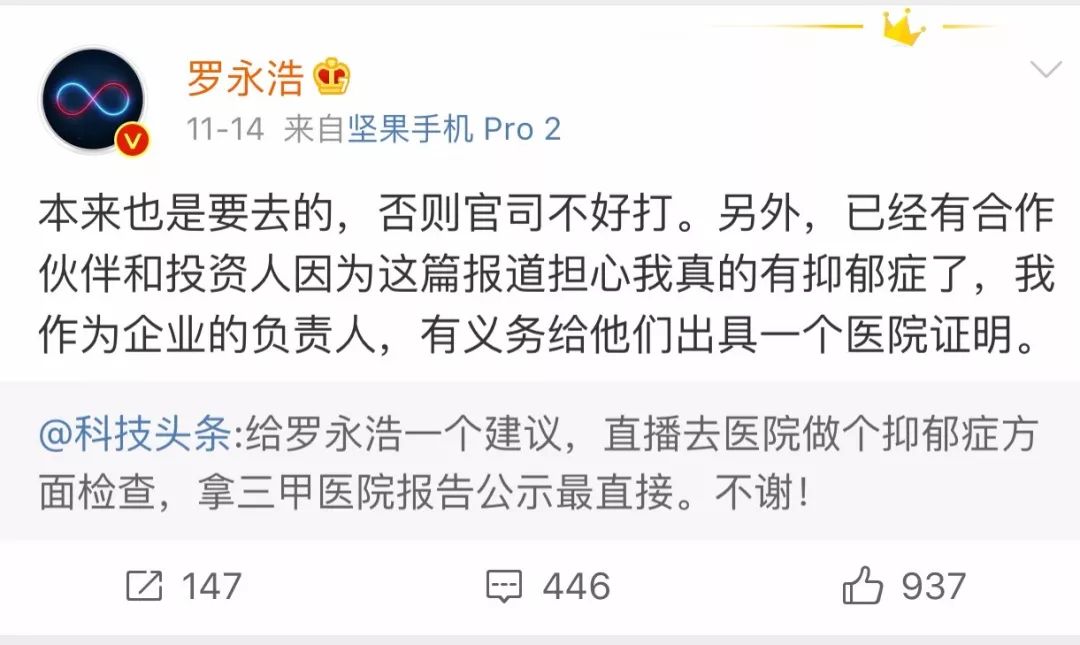 罗永浩
11-14 来自坚果手机 Pro 2
本来也是要去的，否则官司不好打。另外，已经有合作
伙伴和投资人因为这篇报道担心我真的有抑郁症了，我
作为企业的负责人，有义务给他们出具一个医院证明。
@科技头条:给罗永浩一个建议，直播去医院做个抑郁症方
面检查，拿三甲医院报告公示最直接。不谢！
147 446 937